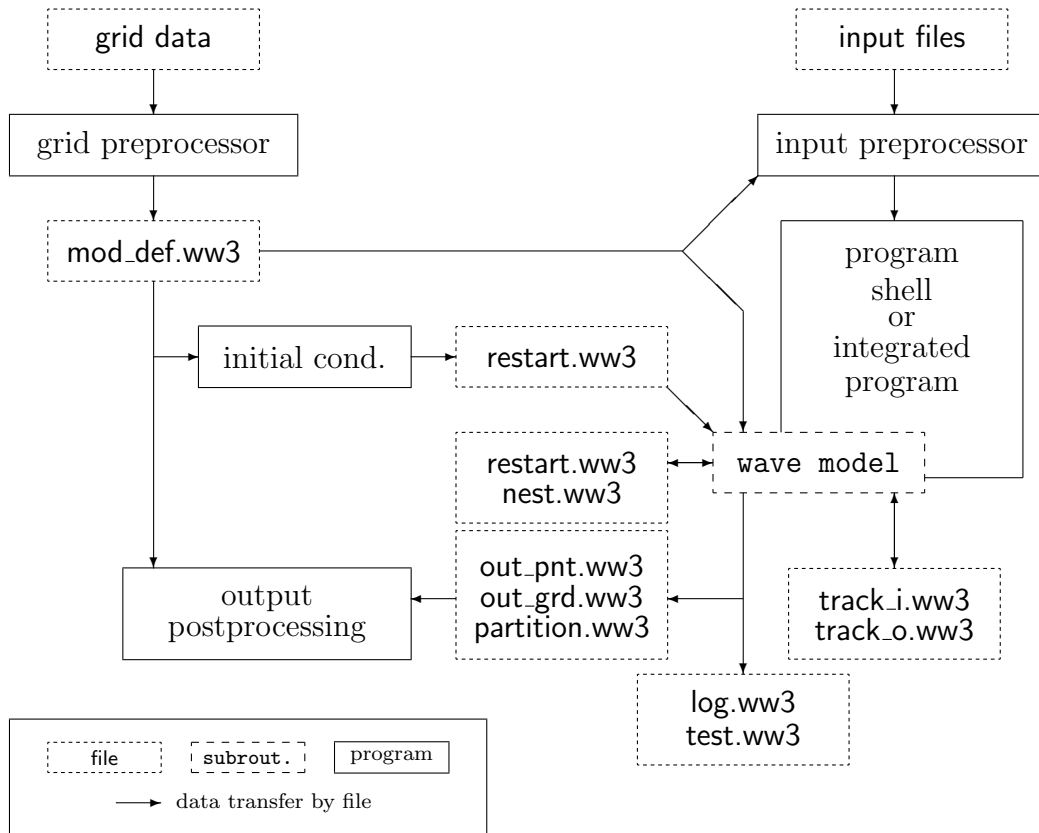 grid data
input files
grid preprocessor
input preprocessor
mod_def.ww3
program
shell
or
integrated
program
initial cond.
restart.ww3
restart.ww3
nest.ww3
wave model
out_pnt.ww3
out_grd.ww3
partition.ww3
output
postprocessing
track_i.ww3
track_o.ww3
log.ww3
test.ww3
file
subrout.
program
data transfer by file